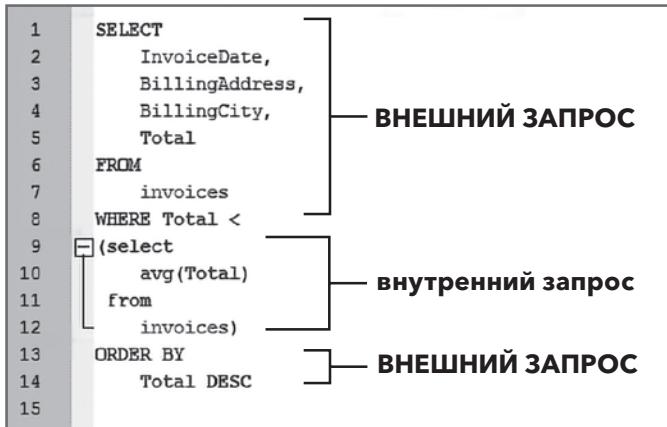 1 SELECT
2 InvoiceDate,
3 BillingAddress,
4 BillingCity,
5 Total
ВНЕШНИЙ ЗАПРОС
6 FROM
7 invoices
8 WHERE Total <
9 (select
10 avg(Total)
внутренний запрос
11 from
12 invoices)
13 ORDER BY
ВНЕШНИЙ ЗАПРОС
14 Total DESC
15